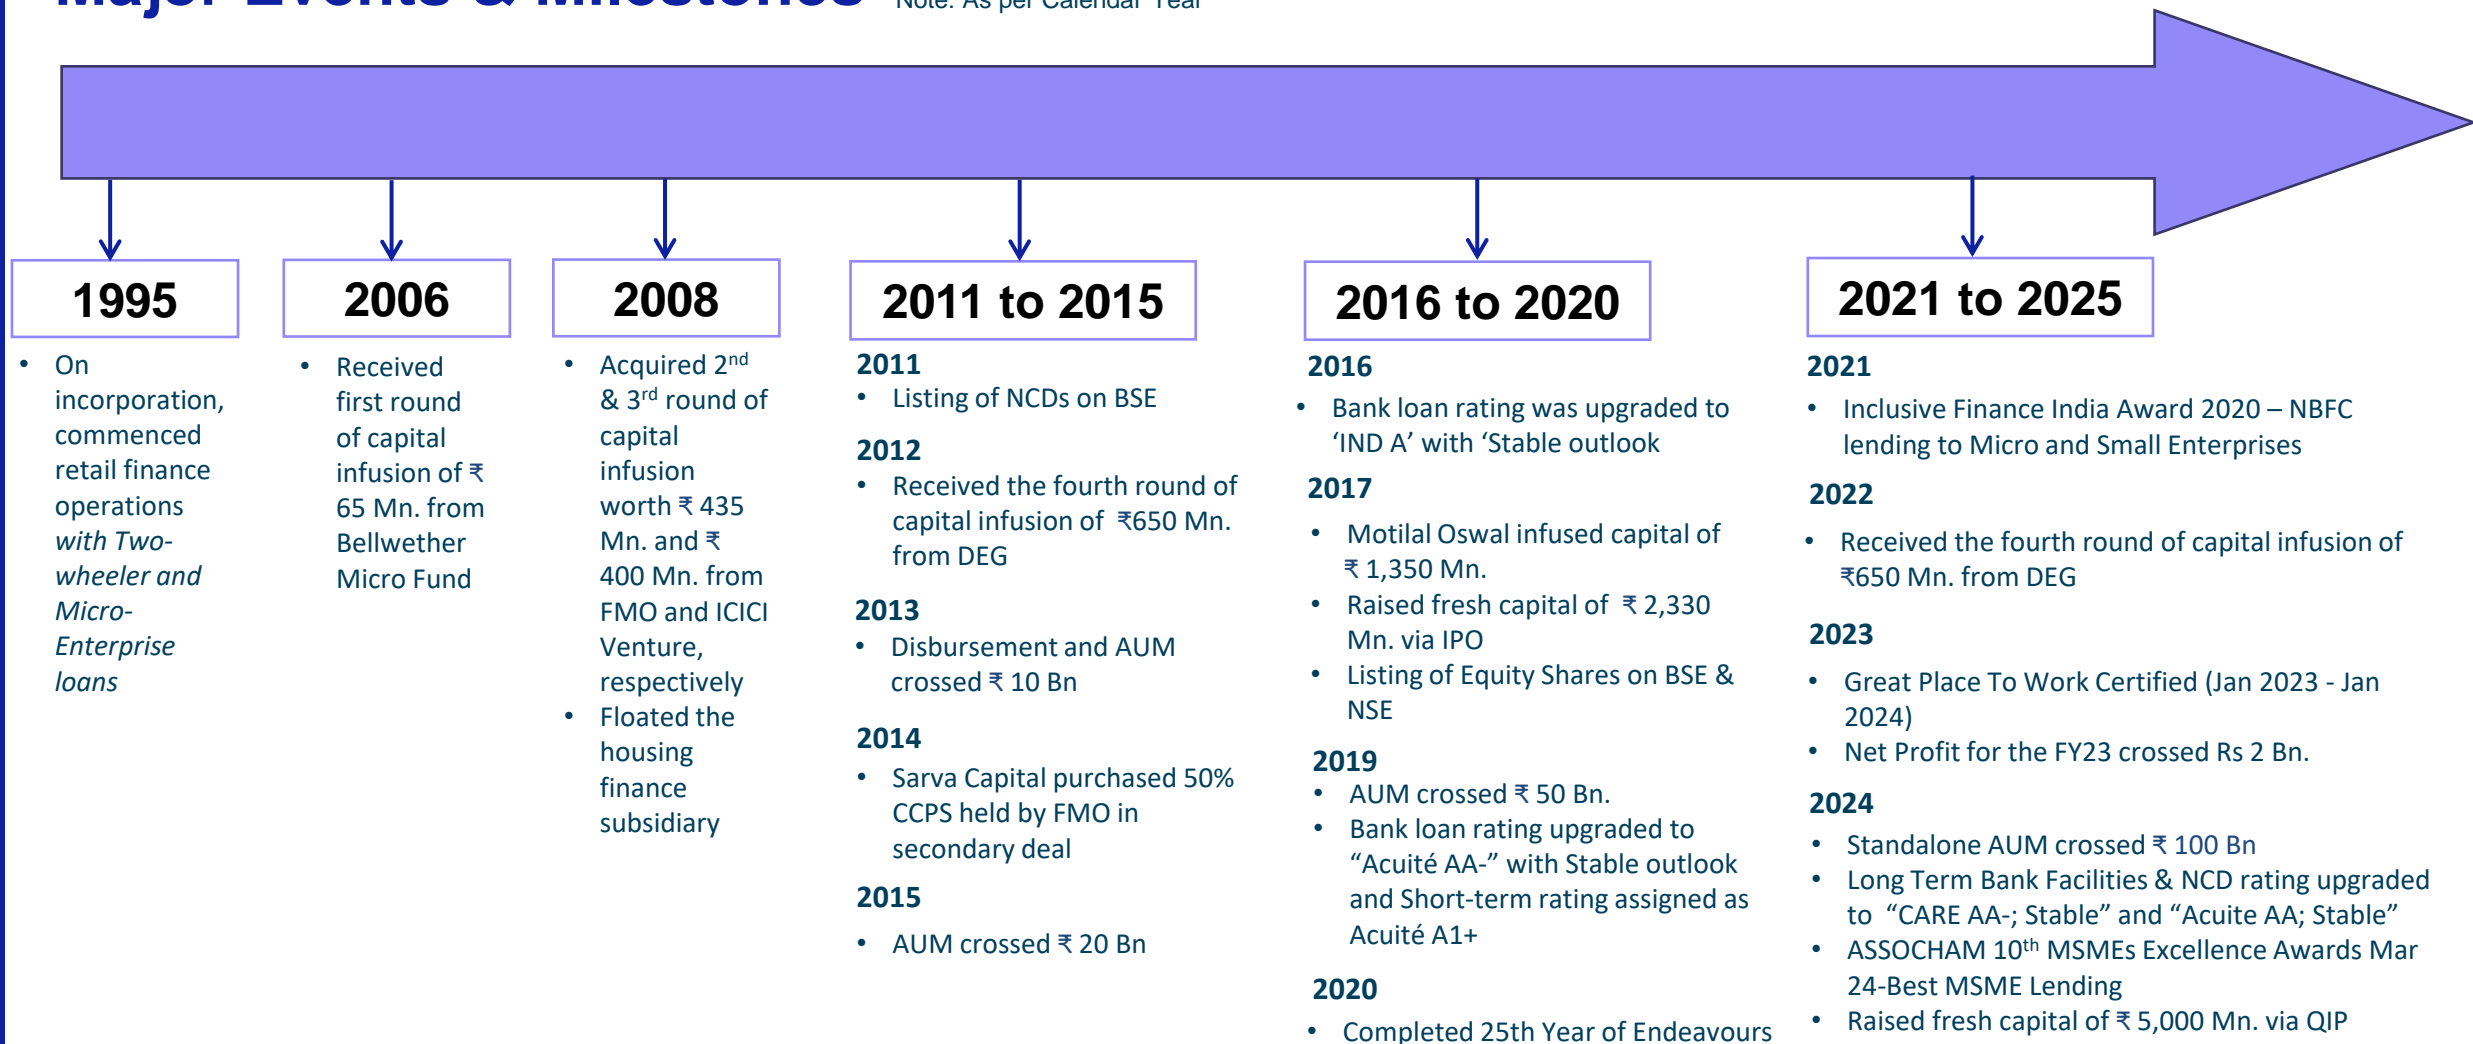 Major Events & Milestones Note: As per Calendar Year
1995
• On
incorporation,
commenced
retail finance
operations
with Two-
wheeler and
Micro-
Enterprise
loans
2006
• Received
first round
of capital
infusion of ₹
65 Mn. from
Bellwether
Micro Fund
2008
• Acquired 2nd
& 3rd round of
capital
infusion
worth ₹ 435
Mn. and ₹
400 Mn. from
FMO and ICICI
Venture,
respectively
• Floated the
housing
finance
subsidiary
2011 to 2015
2011
• Listing of NCDs on BSE
2012
• Received the fourth round of
capital infusion of ₹650 Mn.
from DEG
2013
• Disbursement and AUM
crossed ₹ 10 Bn
2014
• Sarva Capital purchased 50%
CCPS held by FMO in
secondary deal
2015
• AUM crossed ₹ 20 Bn
2016 to 2020
2016
• Bank loan rating was upgraded to
‘IND A’ with ‘Stable outlook
2017
• Motilal Oswal infused capital of
₹ 1,350 Mn.
• Raised fresh capital of ₹ 2,330
Mn. via IPO
• Listing of Equity Shares on BSE &
NSE
2019
• AUM crossed ₹ 50 Bn.
• Bank loan rating upgraded to
“Acuité AA-” with Stable outlook
and Short-term rating assigned as
Acuité A1+
2020
• Completed 25th Year of Endeavours
2021 to 2025
2021
• Inclusive Finance India Award 2020 – NBFC
lending to Micro and Small Enterprises
2022
• Received the fourth round of capital infusion of
₹650 Mn. from DEG
2023
• Great Place To Work Certified (Jan 2023 - Jan
2024)
• Net Profit for the FY23 crossed Rs 2 Bn.
2024
• Standalone AUM crossed ₹ 100 Bn
• Long Term Bank Facilities & NCD rating upgraded
to “CARE AA-; Stable” and “Acuite AA; Stable”
• ASSOCHAM 10th MSMEs Excellence Awards Mar
24-Best MSME Lending
• Raised fresh capital of ₹ 5,000 Mn. via QIP